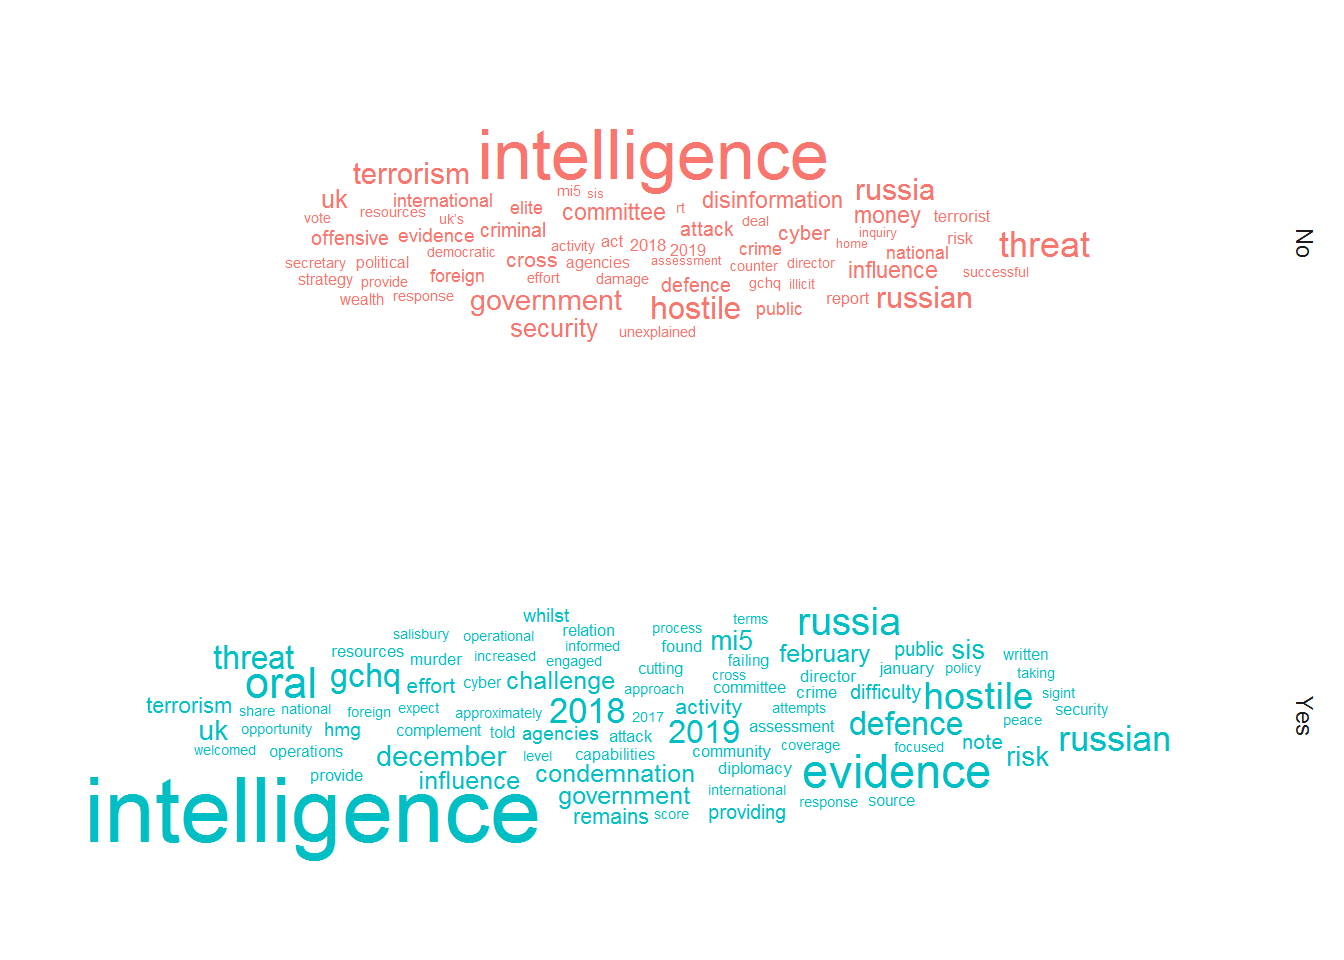 intelligence
terrorism
mi5 sis
uk international disinformation russia
vote resources uk's elite committee rt money terrorist
offensive evidence criminal attack deal cyber inquiry
No
democratic activity act 2018 2019 crime home national risk threat
secretary political cross agencies assessment counter director influence successful
strategy provide foreign effort damage defence gchq illicit
wealth response government hostile public report russian
security unexplained
whilst terms russia
salisbury operational relation process mi5
threat resources murder increased informed engaged found failing february public sis written
oral gchq effort cyber challenge cutting approach cross committee director crime january policy taking
terrorism share national foreign expect approximately 2018 2017 activity attempts difficulty hostile sigint security
Yes
uk opportunity hmg complement told agencies attack 2019 assessment defence peace
welcomed operations december level capabilities community coverage focused note risk russian
provide influence condemnation diplomacy evidence
intelligence government international response source
remains score providing